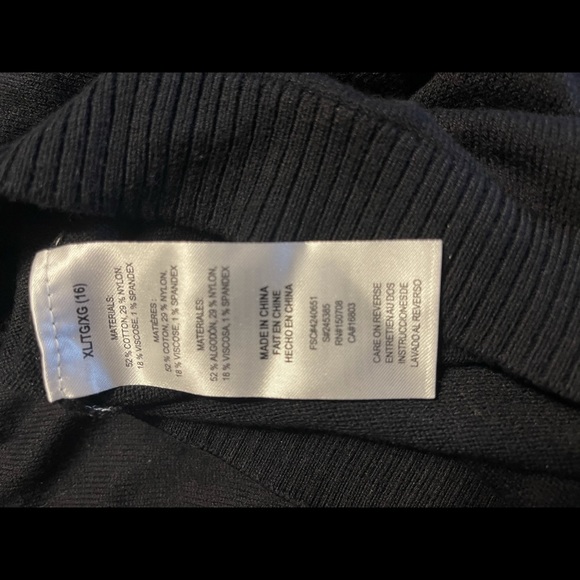 XL/TG/XG (16)
MATERIALS:
52% COTTON, 29 % NYLON,
18 % VISCOSE, 1 % SPANDEX
MATIÈRES:
52% COTON, 29 % NYLON,
18 % VISCOSE, 1 % SPANDEX
MATERIALES:
52% ALGODÓN, 29 % NYLON,
18 % VISCOSA, 1 % SPANDEX
MADE IN CHINA
FAIT EN CHINE
HECHO EN CHINA
FSC#4240651
S#245385
RN#150708
CA#16803
CARE ON REVERSE
ENTRETIEN AU DOS
INSTRUCCIONES DE
LAVADO AL REVERSO